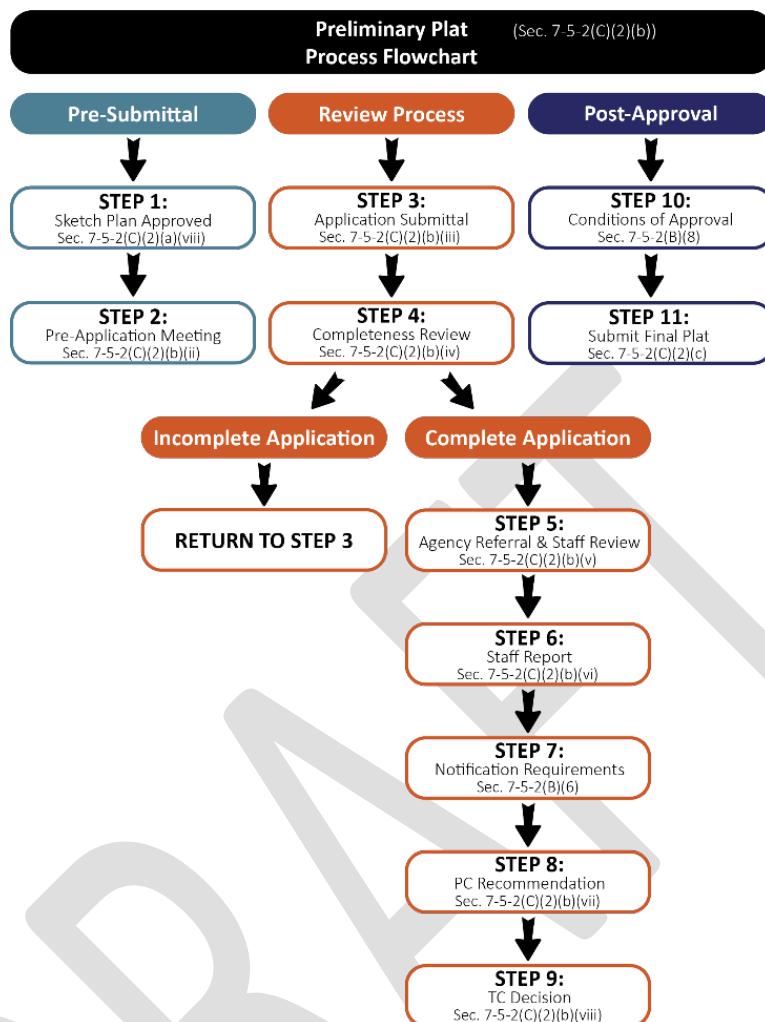 Preliminary Plat (Sec. 7-5-2(C)(2)(b))
Process Flowchart
Pre-Submittal
STEP 1:
Sketch Plan Approved
Sec. 7-5-2(C)(2)(a)(viii)
STEP 2:
Pre-Application Meeting
Sec. 7-5-2(C)(2)(b)(ii)
Review Process
STEP 3:
Application Submittal
Sec. 7-5-2(C)(2)(b)(iii)
STEP 4:
Completeness Review
Sec. 7-5-2(C)(2)(b)(iv)
Incomplete Application
RETURN TO STEP 3
Complete Application
STEP 5:
Agency Referral & Staff Review
Sec. 7-5-2(C)(2)(b)(v)
STEP 6:
Staff Report
Sec. 7-5-2(C)(2)(b)(vi)
STEP 7:
Notification Requirements
Sec. 7-5-2(B)(6)
STEP 8:
PC Recommendation
Sec. 7-5-2(C)(2)(b)(vii)
STEP 9:
TC Decision
Sec. 7-5-2(C)(2)(b)(viii)
Post-Approval
STEP 10:
Conditions of Approval
Sec. 7-5-2(B)(8)
STEP 11:
Submit Final Plat
Sec. 7-5-2(C)(2)(c)
DRAFT